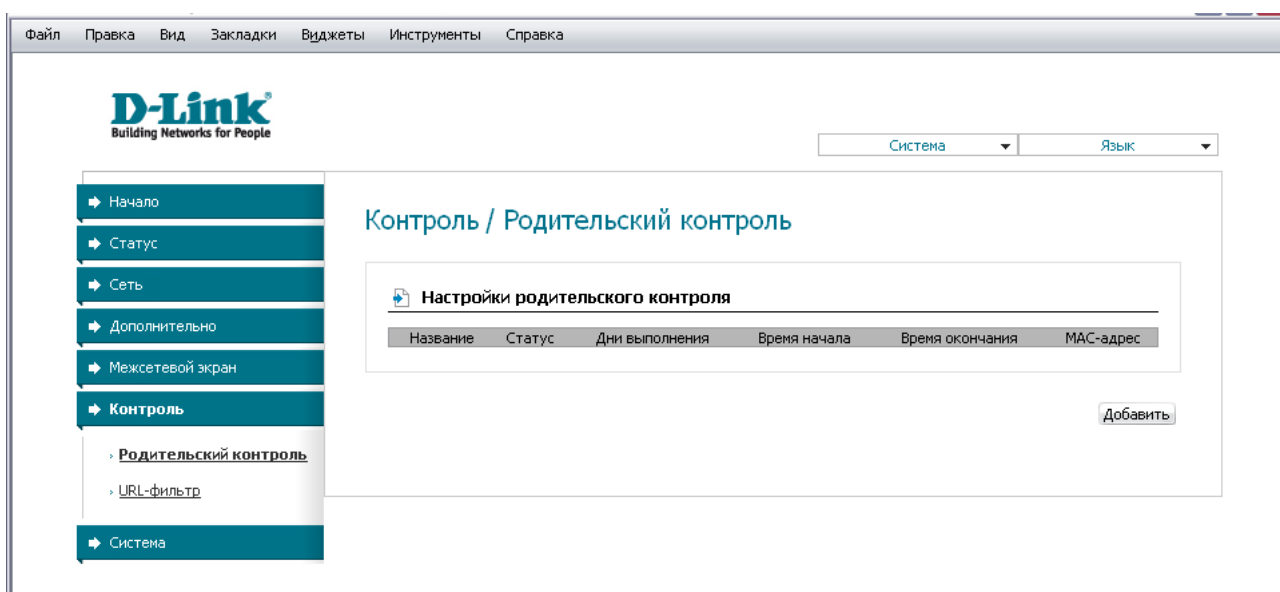 Файл Правка Вид Закладки Виджеты Инструменты Справка
D-Link®
Building Networks for People
Система Язык
Начало
Контроль / Родительский контроль
Статус
Сеть
Настройки родительского контроля
Дополнительно
Название Статус Дни выполнения Время начала Время окончания MAC-адрес
Межсетевой экран
Контроль
Добавить
Родительский контроль
URL-фильтр
Система